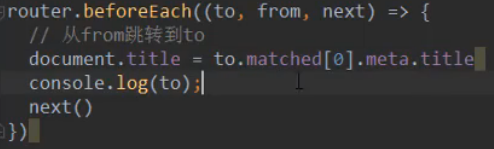 router.beforeEach((to, from, next) => {
// 从from跳转到to
document.title = to.matched[0].meta.title
console.log(to);
next()
})